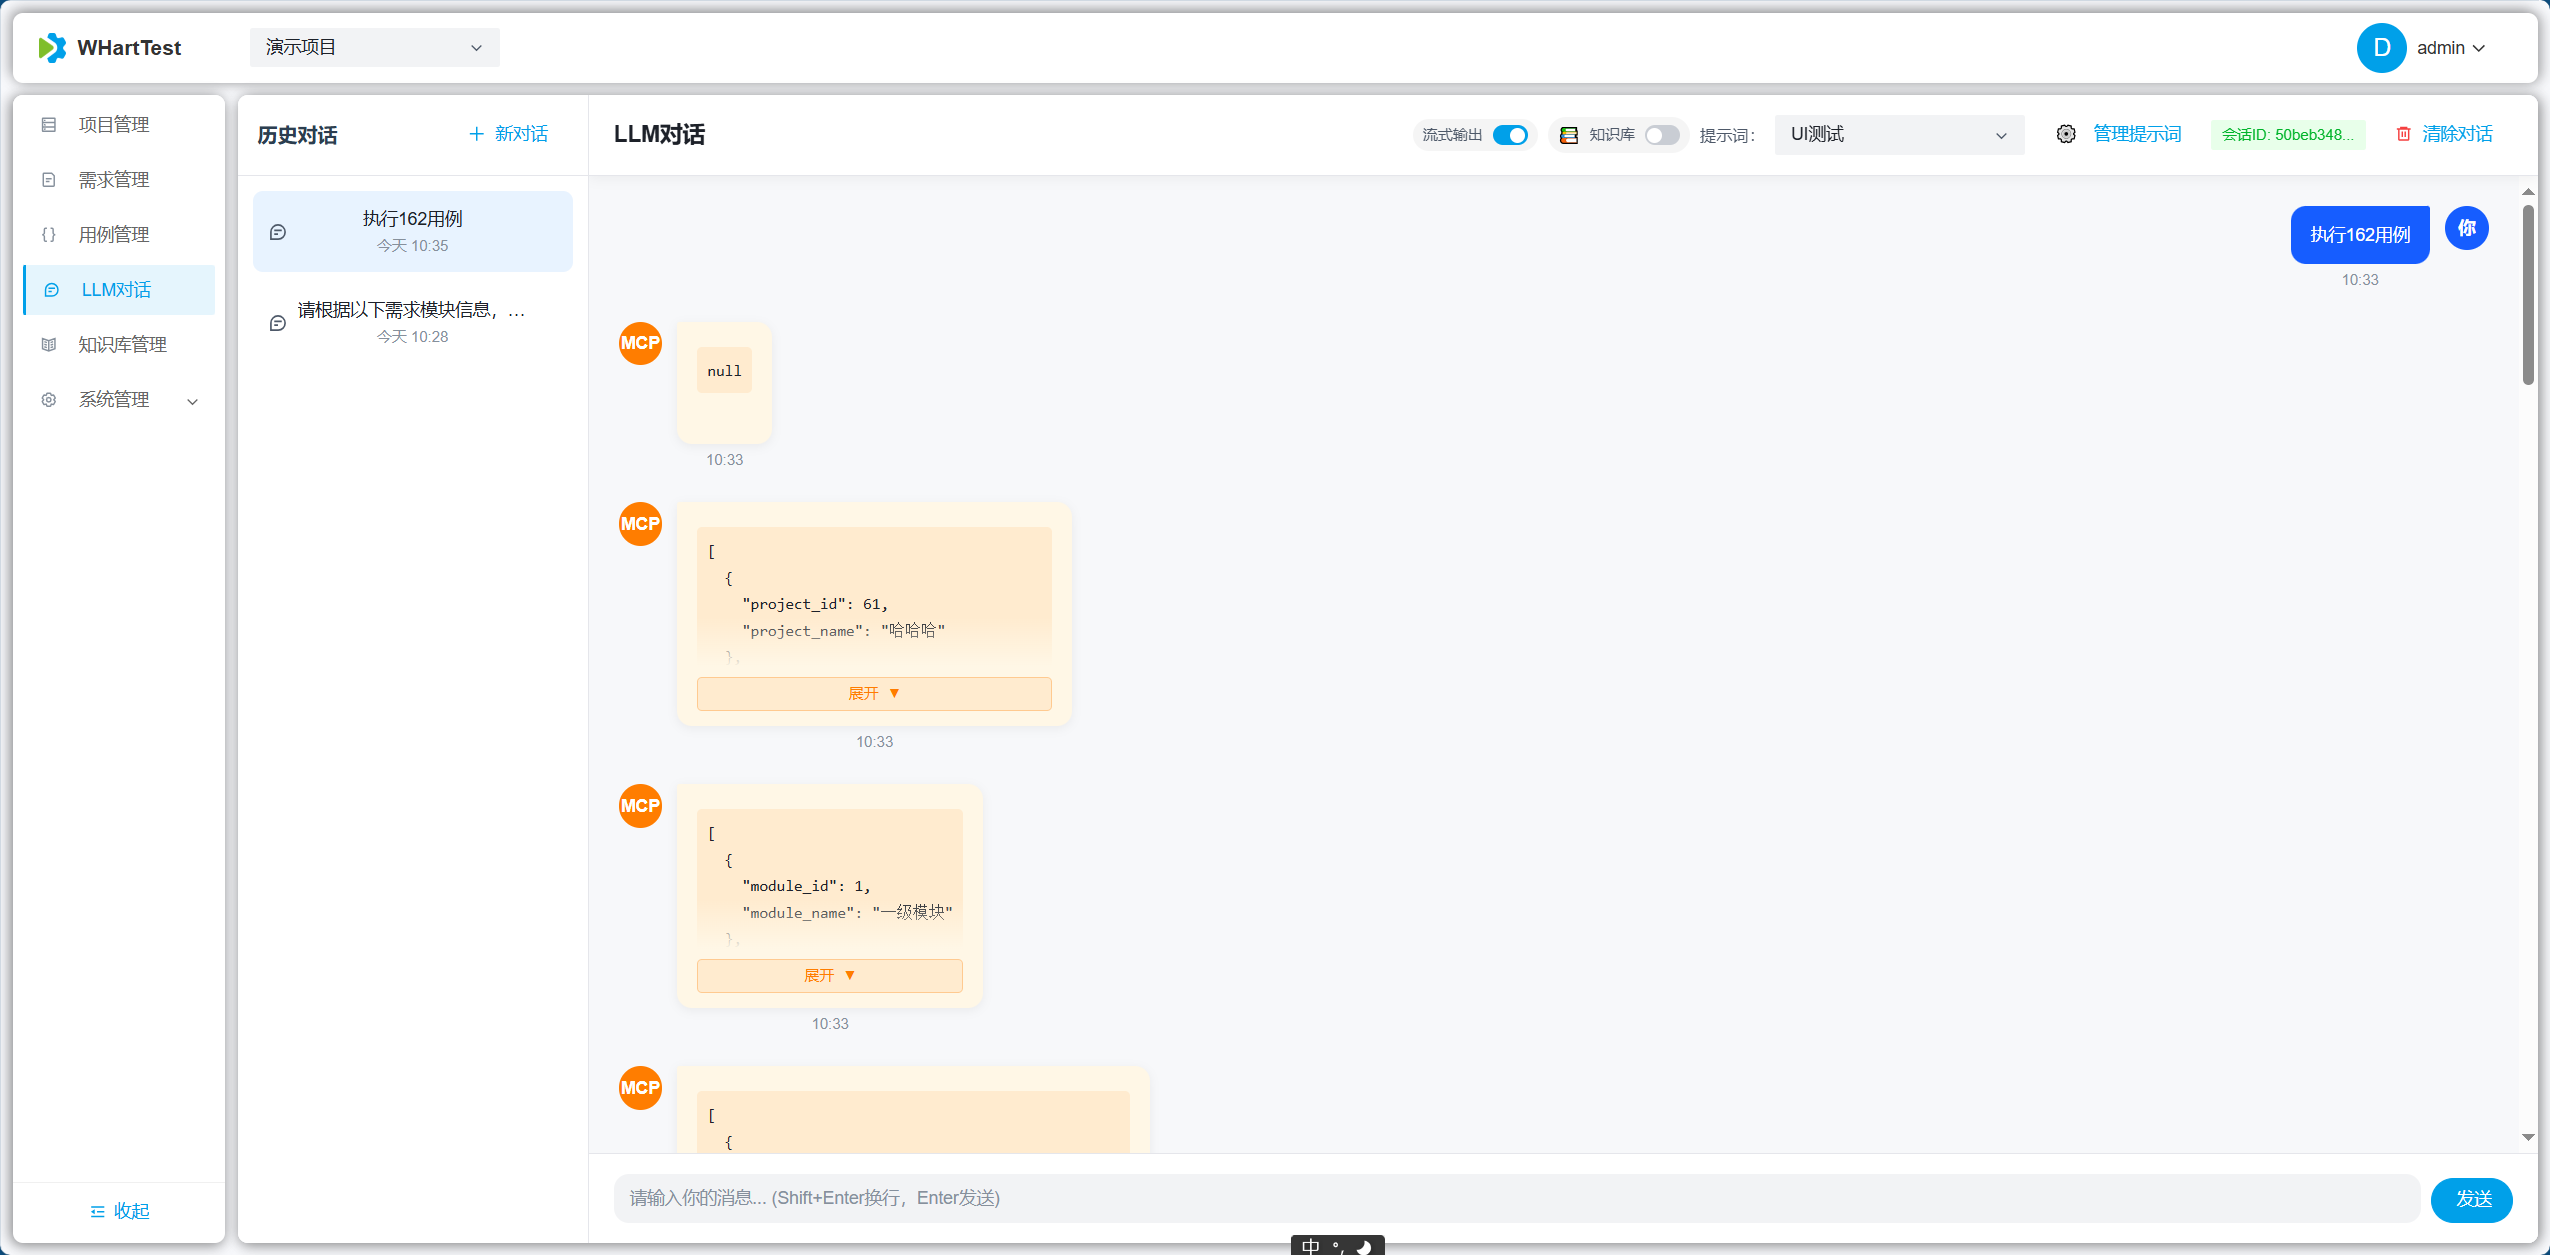 WHartTest
演示项目
D
admin
项目管理
需求管理
用例管理
LLM对话
知识库管理
系统管理
收起
历史对话
新对话
执行162用例
今天 10:35
请根据以下需求模块信息，...
今天 10:28
LLM对话
流式输出
知识库
提示词：
UI测试
管理提示词
会话ID: 50beb348...
清除对话
执行162用例
你
10:33
MCP
null
10:33
MCP
[
{
"project_id": 61,
"project_name": "哈哈哈"
},
展开 ▼
10:33
MCP
[
{
"module_id": 1,
"module_name": "一级模块"
},
展开 ▼
10:33
MCP
[
{
请输入你的消息... (Shift+Enter换行，Enter发送)
发送
中 °,